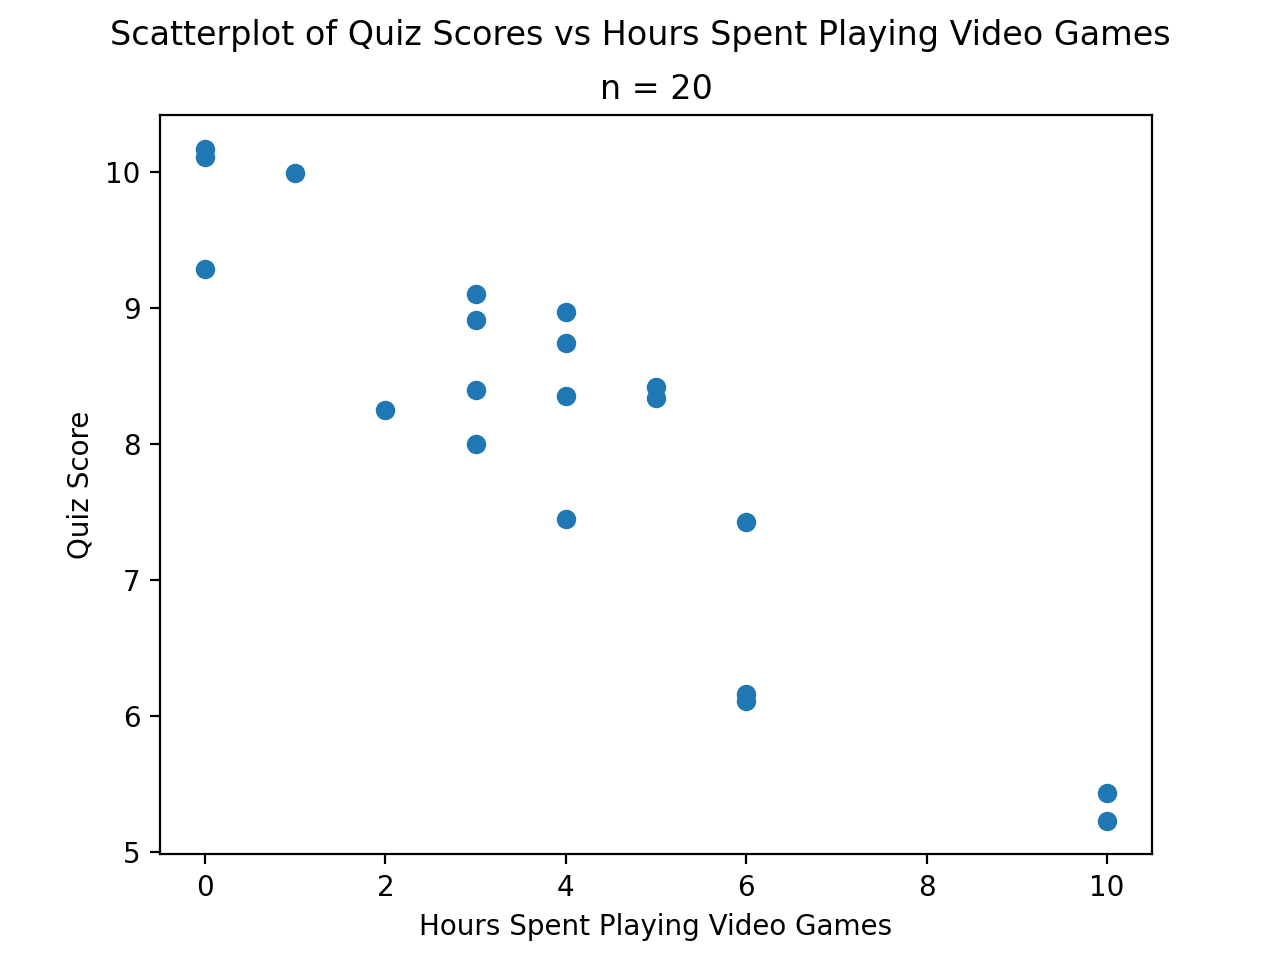 Scatterplot of Quiz Scores vs Hours Spent Playing Video Games
n = 20
10
9
8
7
6
5
Quiz Score
0 2 4 6 8 10
Hours Spent Playing Video Games